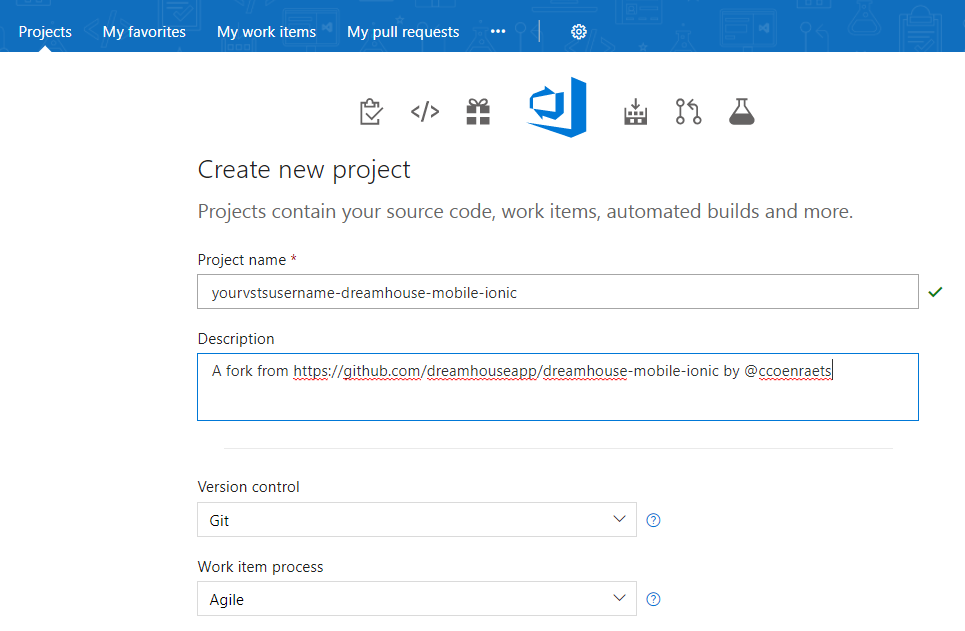 Projects My favorites My work items My pull requests •••
</>
Create new project
Projects contain your source code, work items, automated builds and more.
Project name *
yourvstsusername-dreamhouse-mobile-ionic
Description
A fork from https://github.com/dreamhouseapp/dreamhouse-mobile-ionic by @ccoenraets
Version control
Git ?
Work item process
Agile ?